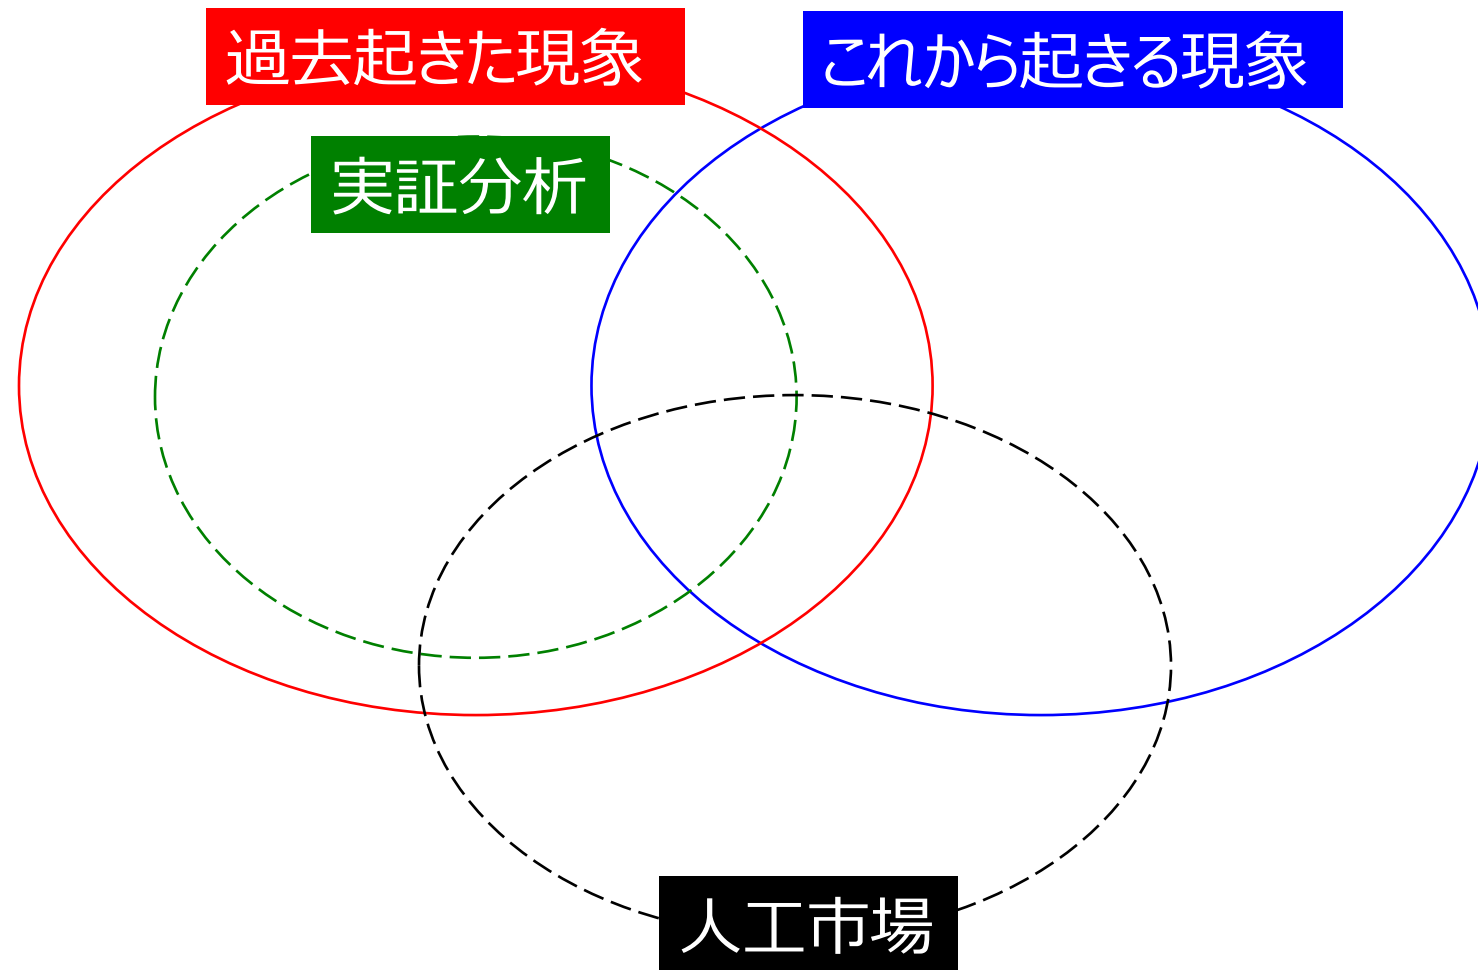 過去起きた現象
これから起きる現象
実証分析
人工市場